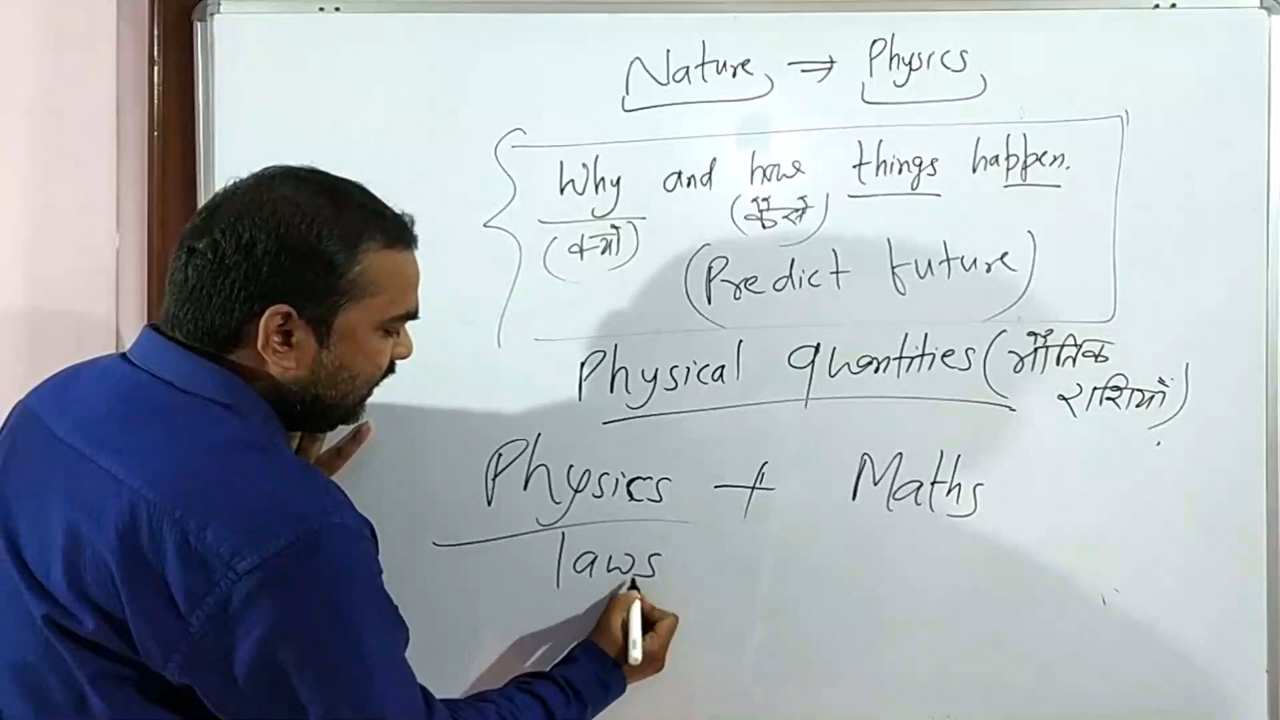 Nature ⇒ Physics
Why and how things happen.
(क्यों) (कैसे)
(Predict future)
Physical Quantities (भौतिक
राशियाँ)
Physics + Maths
laws